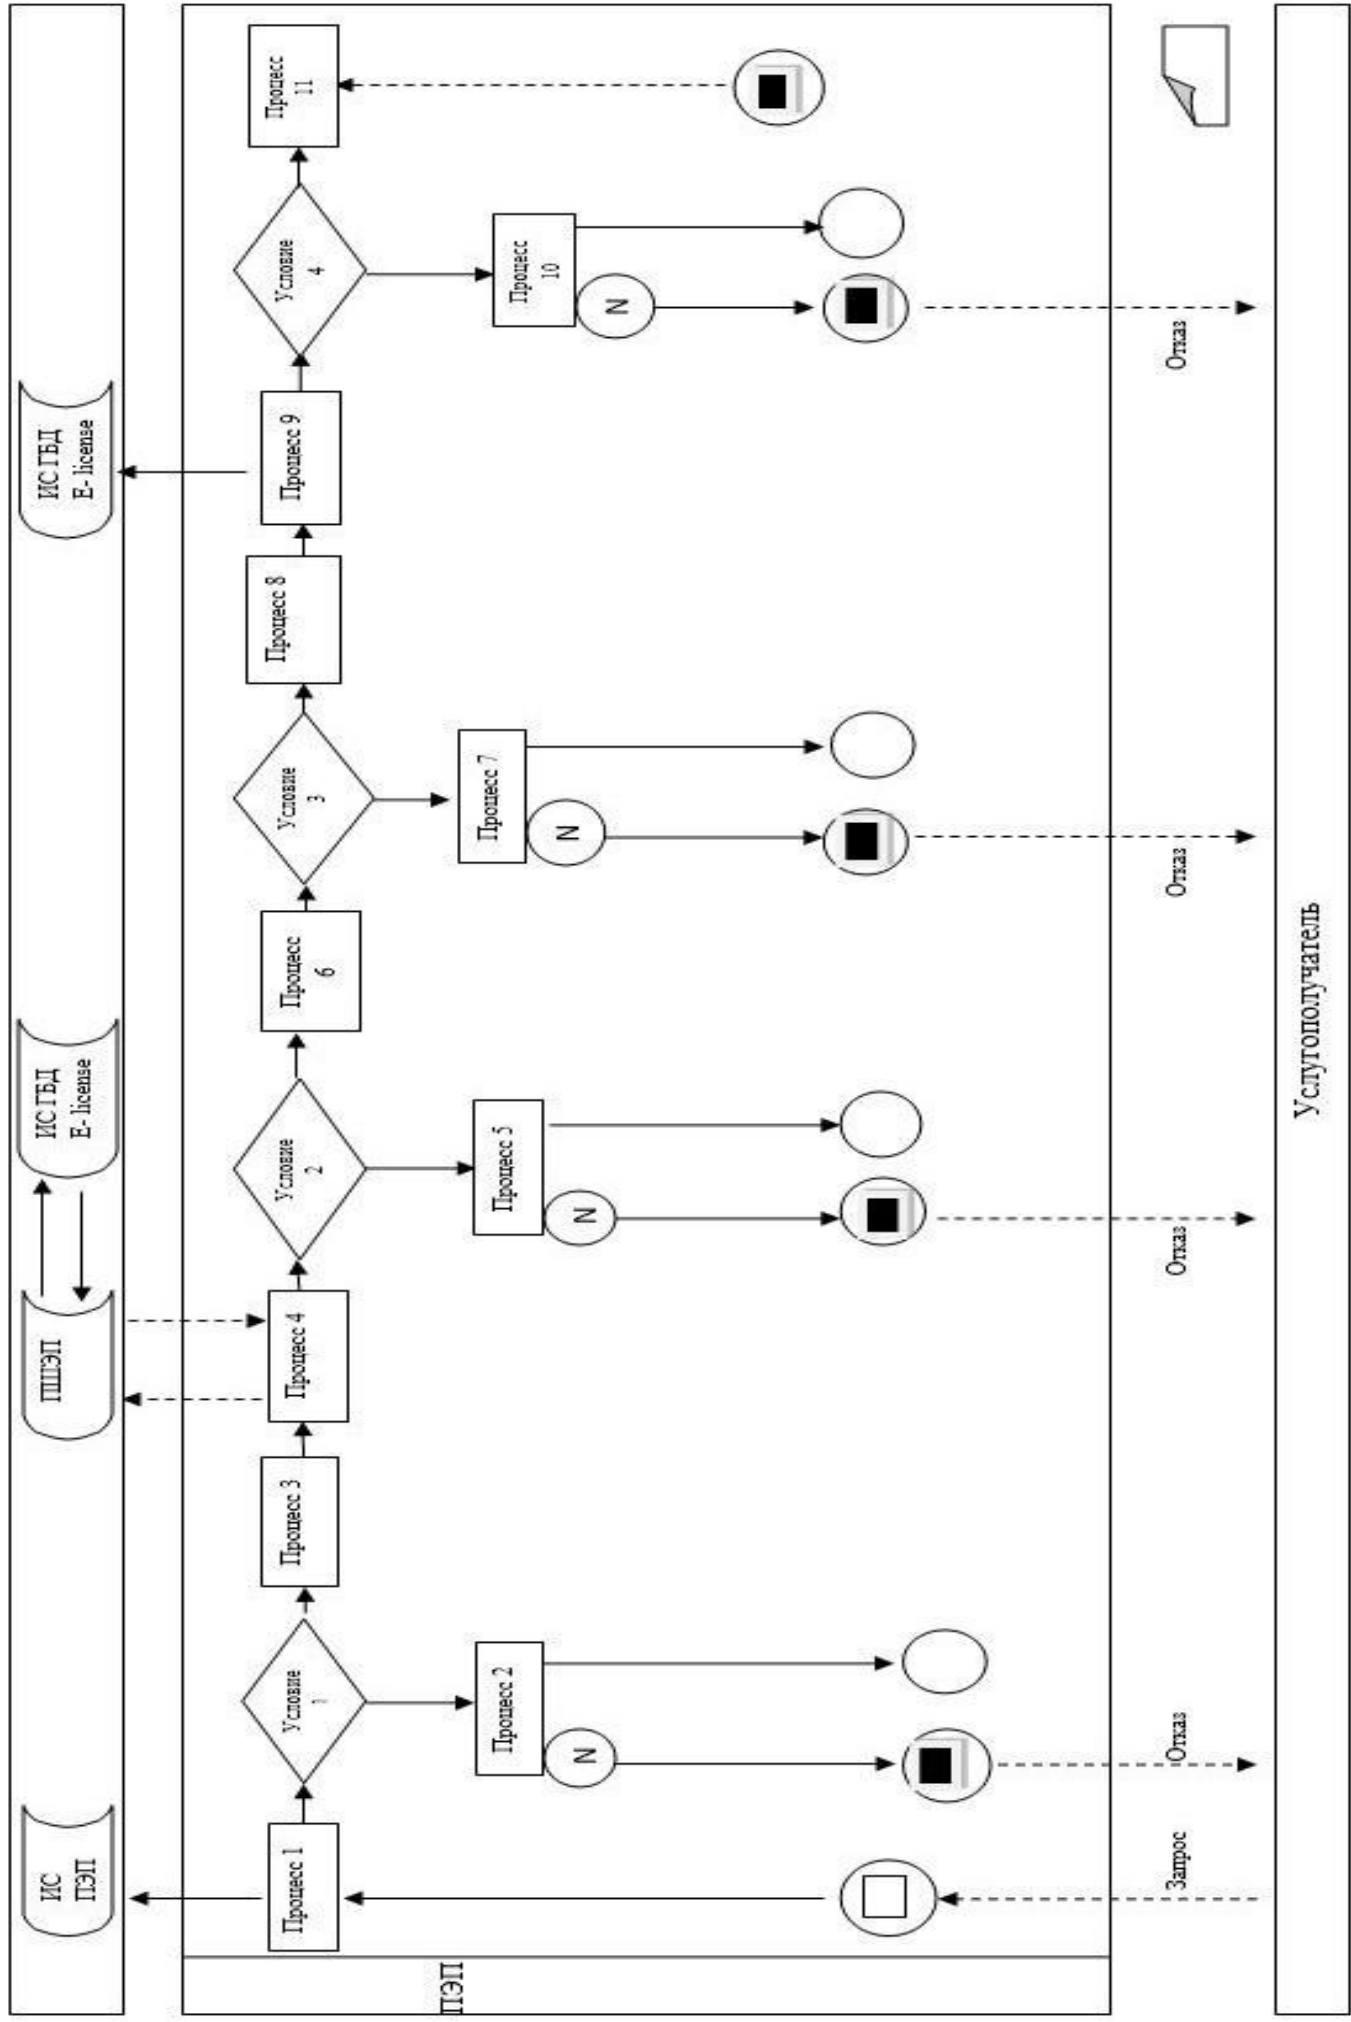 ИС
ПЭП
ПШЭП
ИС ГБД
E- license
ИС ГБД
E- license
Процесс 1
Условие
1
Процесс 3
Процесс 4
Условие
2
Процесс
6
Условие
3
Процесс 8
Процесс 9
Условие
4
Процесс
11
ПЭП
Процесс 2
Процесс 5
Процесс 7
Процесс
10
N
N
N
N
Запрос
Отказ
Отказ
Отказ
Отказ
Услугополучатель